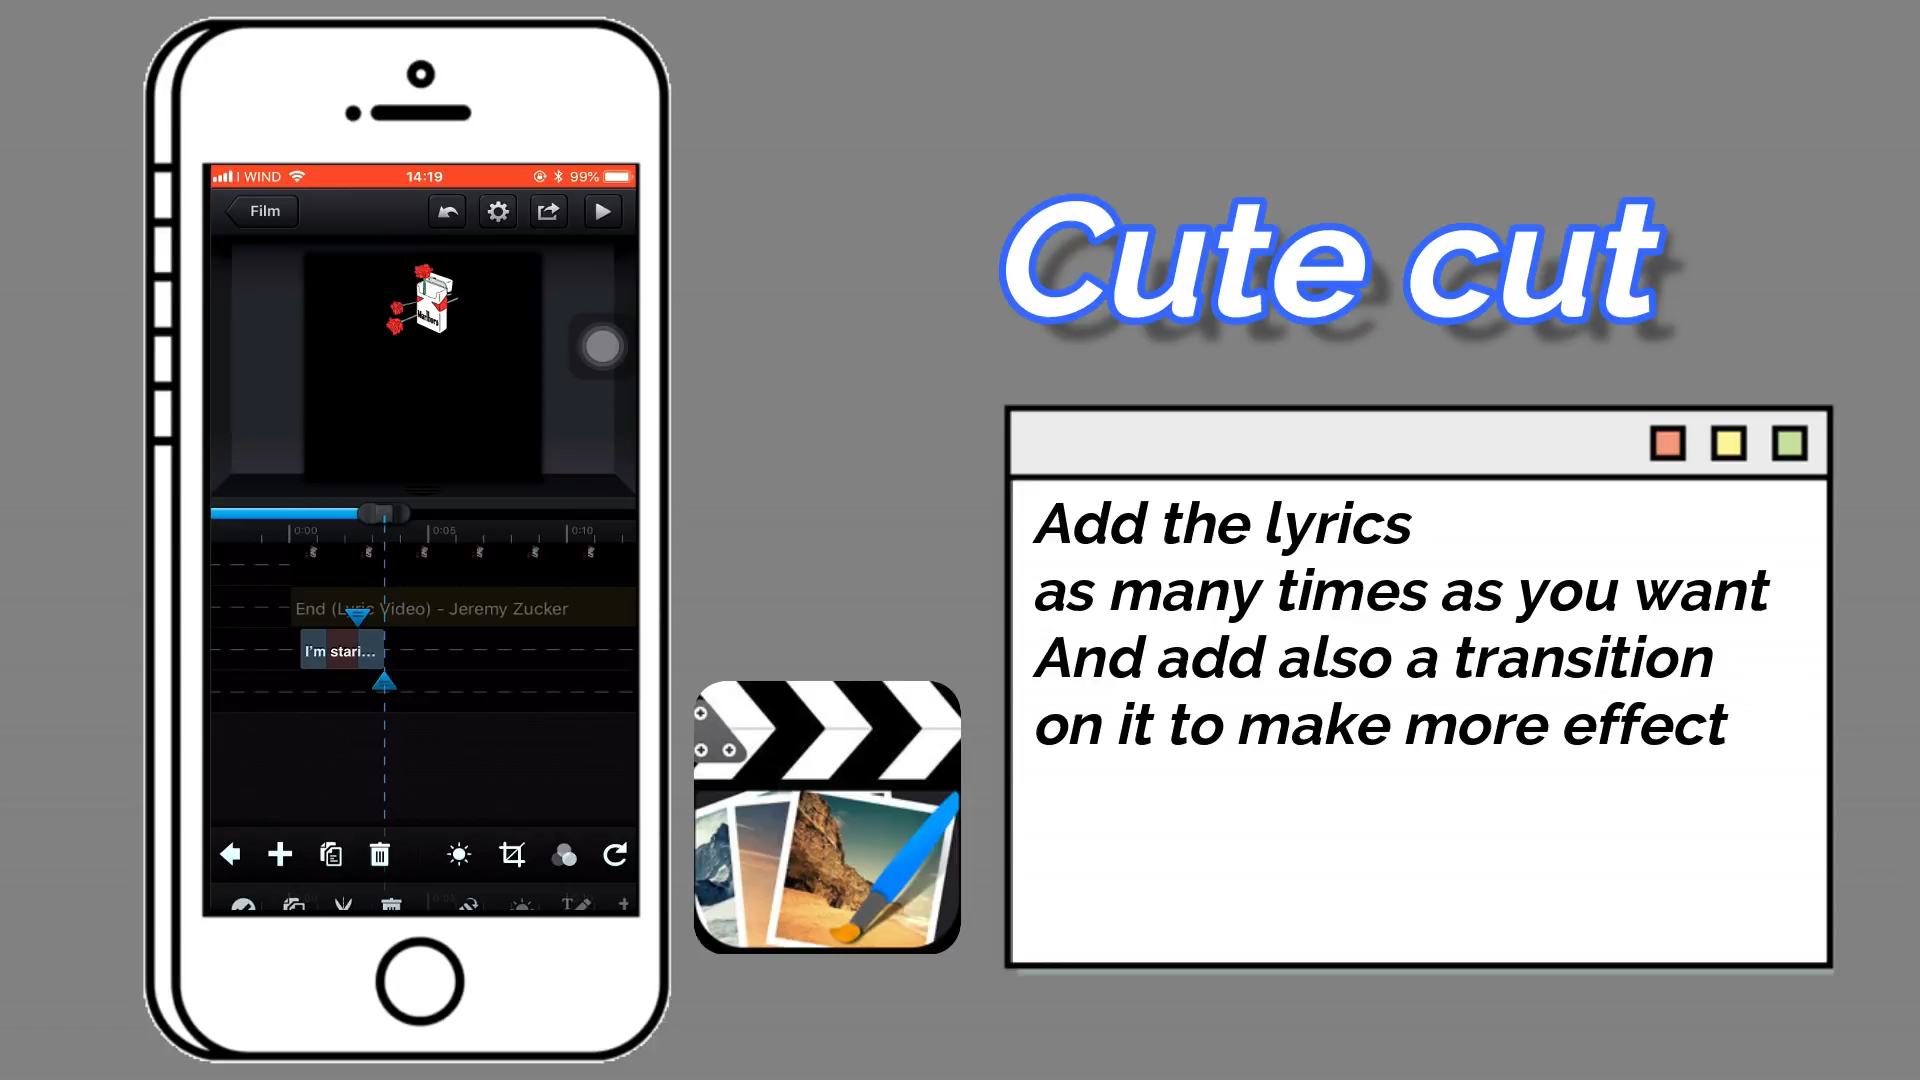 I WIND
14:19
99%
Film
Marlboro
0:00
0:05
0:10
End (Lyric Video) - Jeremy Zucker
I'm stari...
Cute cut
Add the lyrics
as many times as you want
And add also a transition
on it to make more effect